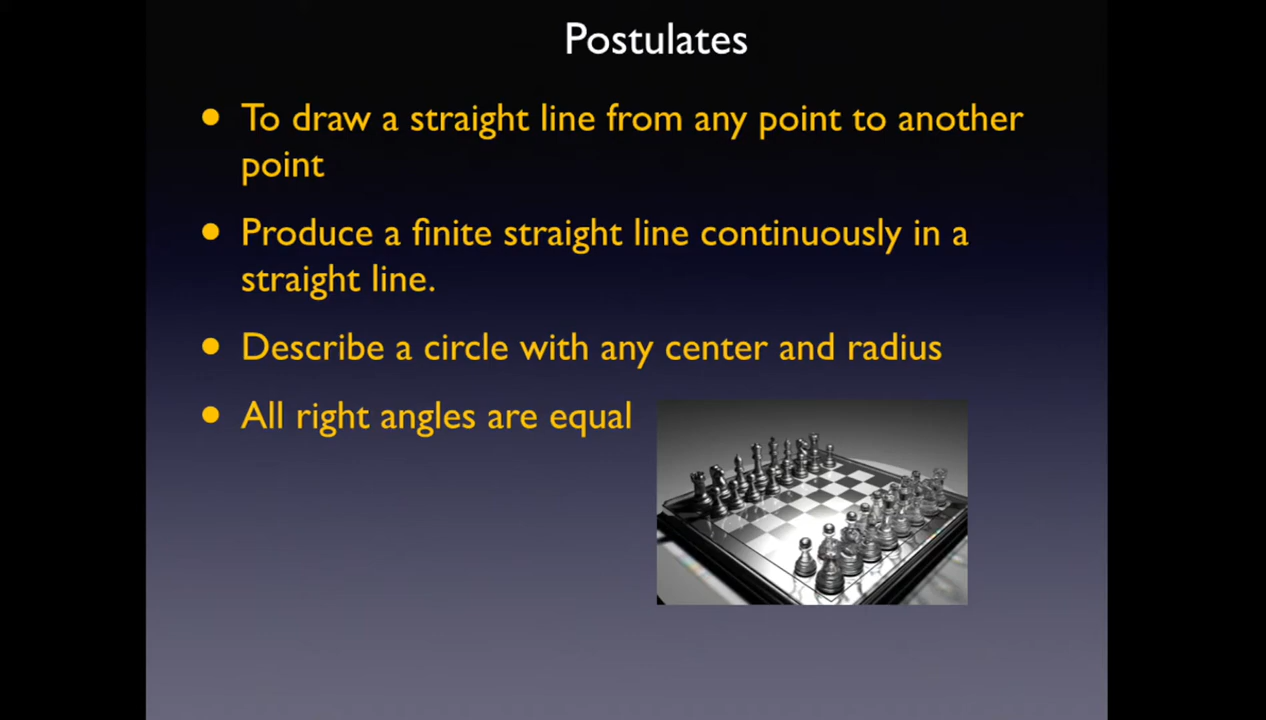 Postulates
To draw a straight line from any point to another
point
Produce a finite straight line continuously in a
straight line.
Describe a circle with any center and radius
All right angles are equal